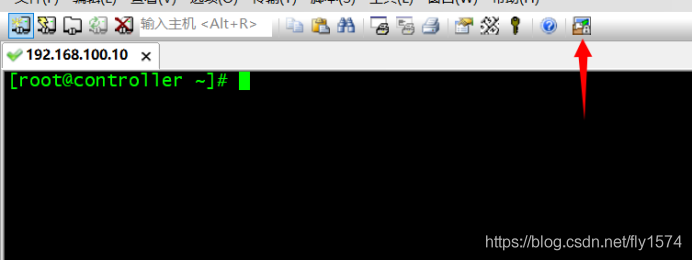 输入主机 <Alt+R>
192.168.100.10
[root@controller ~]#
https://blog.csdn.net/fly1574